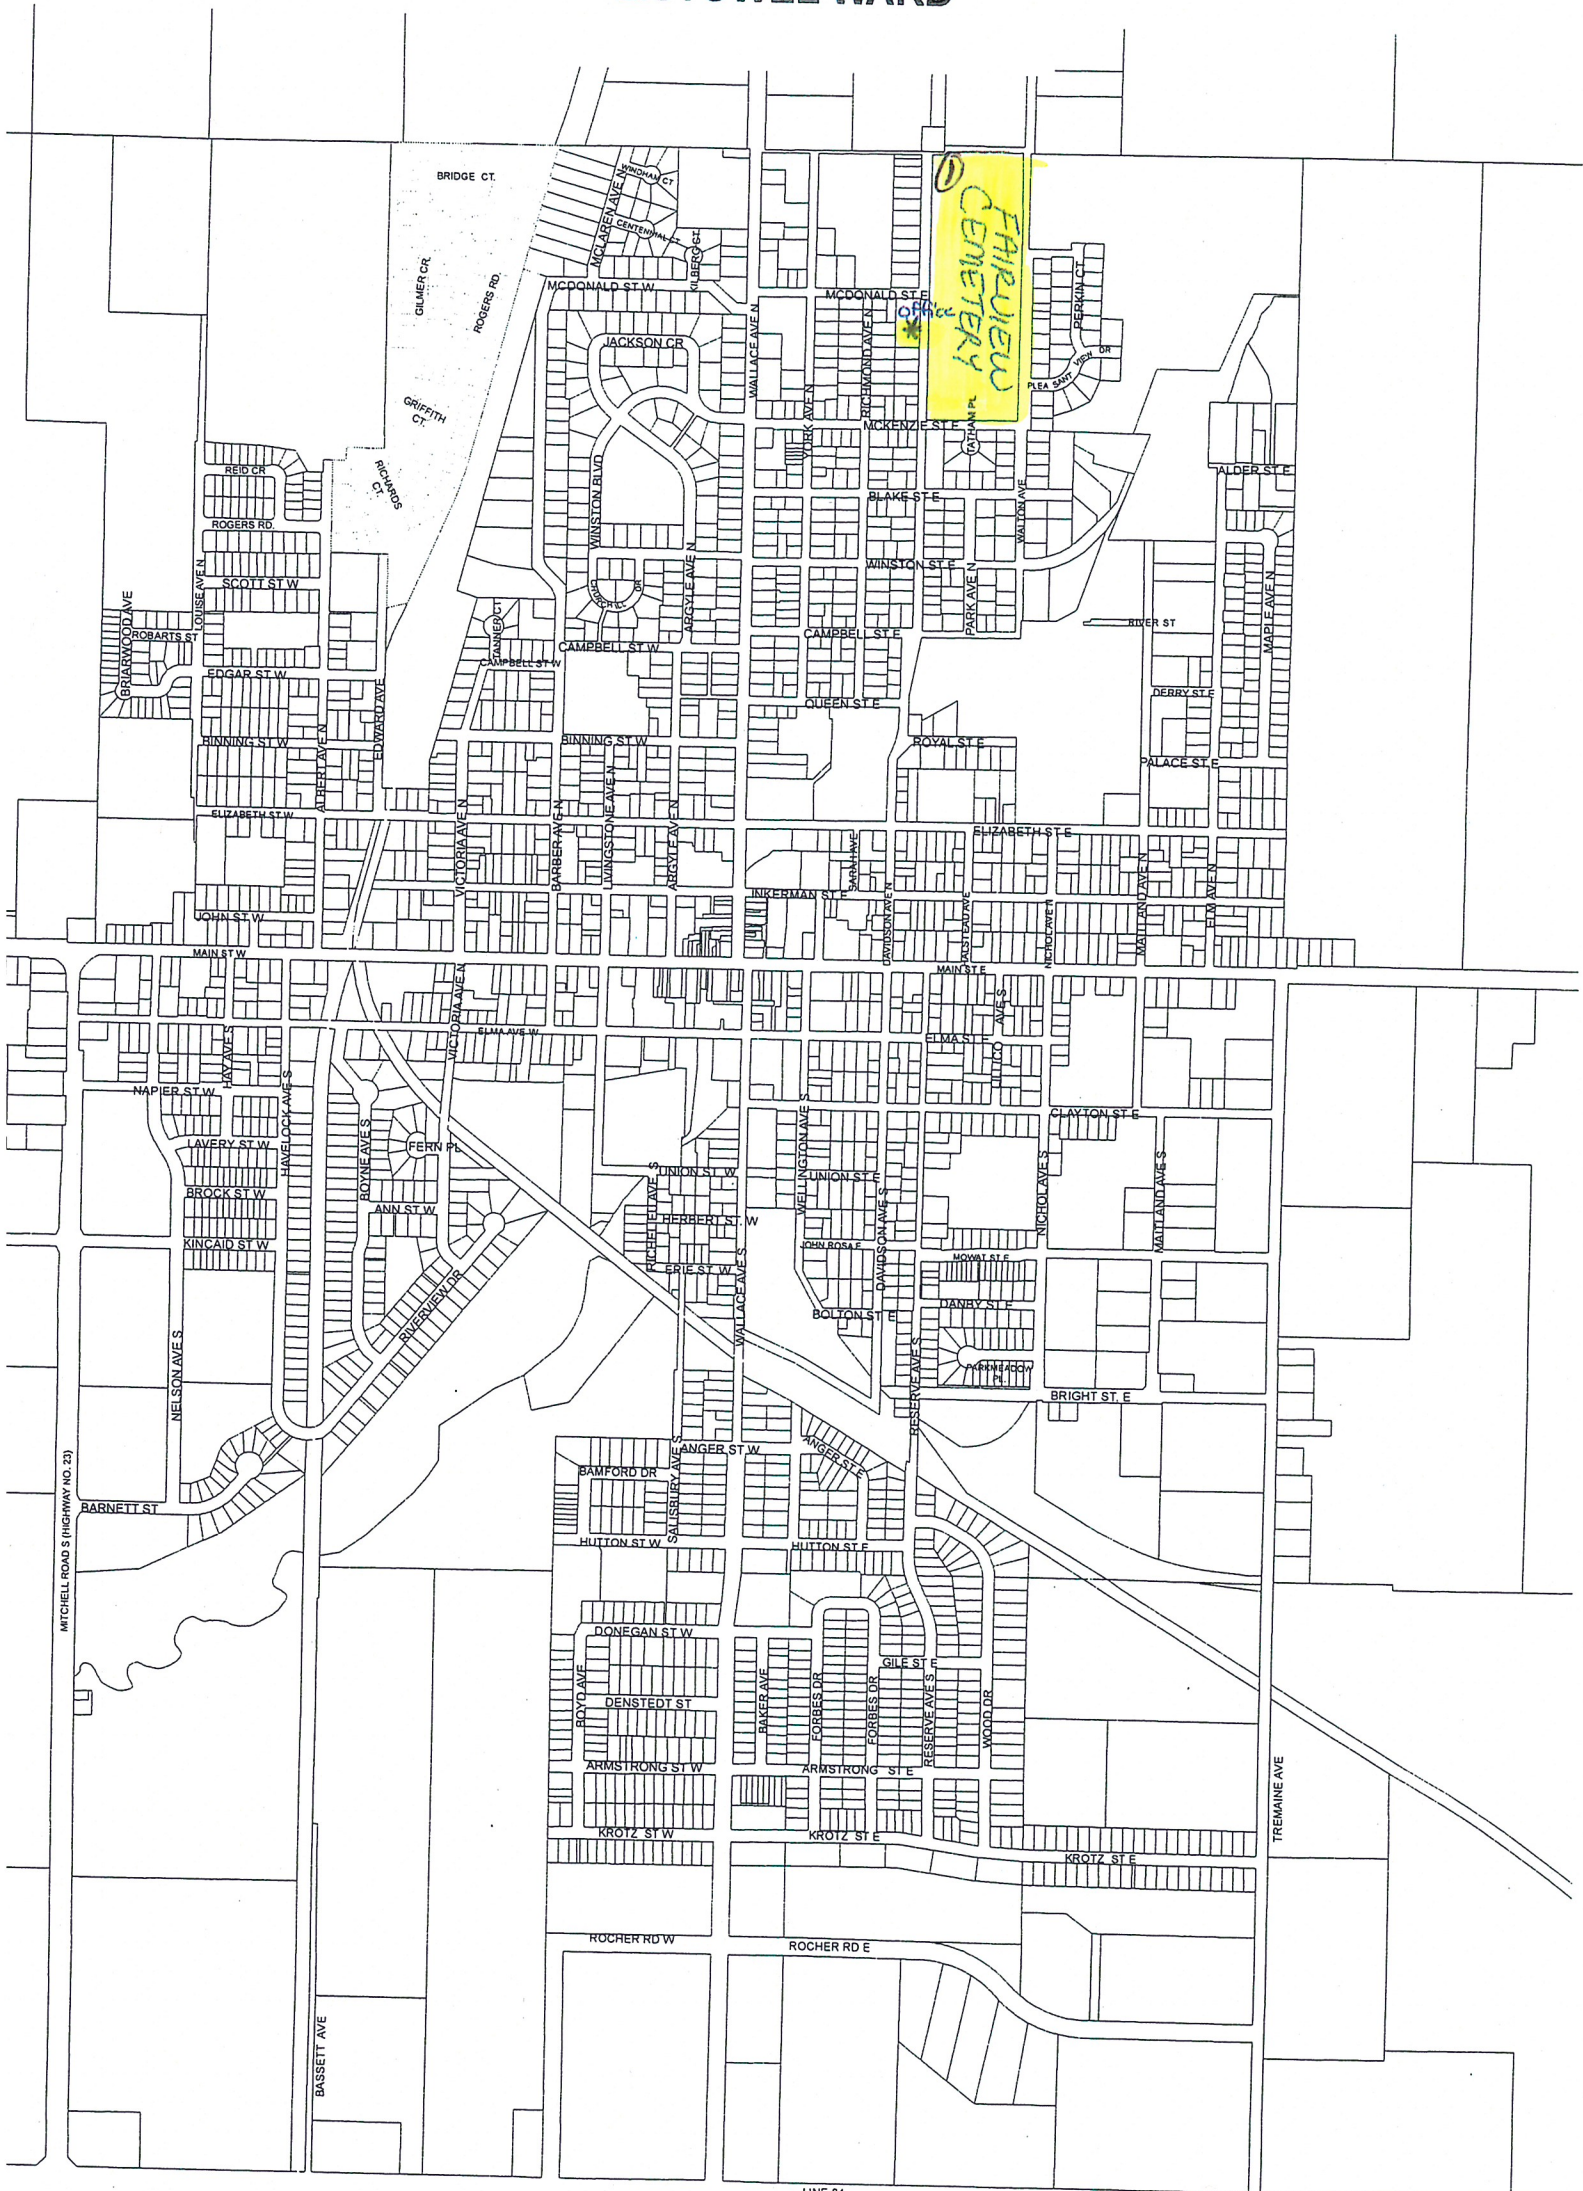 BRIDGE CT.
WINDHAM CT
MCLAREN AVE N
CENTENNIAL CT
KILBERG CT.
①
FAIRVIEW
CEMETERY
GILMER CR.
ROGERS RD.
MCDONALD ST W
MCDONALD ST E
office
*
PERKIN CT.
JACKSON CR
WALLACE AVE N
RICHMOND AVE N
PLEASANT VIEW DR
GRIFFITH
CT.
YORK AVE N
MCKENZIE ST E
TATHAM PL
REID CR
RICHARDS
CT.
ALDER ST E
WINSTON BLVD
BLAKE ST E
WALTON AVE
ROGERS RD.
SCOTT ST W
LOUISE AVE N
ARGYLE AVE N
WINSTON ST E
CHURCHILL DR
PARK AVE N
MAPLE AVE N
BRIARWOOD AVE
ROBARTS ST
TANNER CT
CAMPBELL ST E
RIVER ST
CAMPBELL ST W
CAMPBELL ST W
EDGAR ST W
EDWARD AVE
QUEEN ST E
DERRY ST E
BINNING ST W
BINNING ST W
ROYAL ST E
ALBERT AVE N
PALACE ST E
ELIZABETH ST W
VICTORIA AVE N
BARBER AVE N
LIVINGSTONE AVE N
ARGYLE AVE N
ELIZABETH ST E
SARAH AVE
INKERMAN ST E
DAVIDSON AVE N
HALSTEAD AVE
NICHOL AVE N
MAITLAND AVE N
ELM AVE N
JOHN ST W
MAIN ST W
MAIN ST E
VICTORIA AVE N
AVE S
ELMA AVE W
ELMA ST E
HAY AVE S
NAPIER ST W
HAVELOCK AVE S
LAVERY ST W
BOYNE AVE S
FERN PL
WELLINGTON AVE S
CLAYTON ST E
UNION ST W
UNION ST E
BROCK ST W
ANN ST W
RICHELIEU AVE S
HERBERT ST. W
DAVIDSON AVE S
NICHOL AVE S
MAITLAND AVE S
KINCAID ST W
JOHN ROSA E
MOWAT ST E
ERIE ST W
WALLACE AVE S
RIVERVIEW DR
BOLTON ST E
DANBY ST E
NELSON AVE S
RESERVE AVE S
PARKMEADOW
PL.
BRIGHT ST. E
ANGER ST W
ANGER ST E
BAMFORD DR
SALISBURY AVE S
BARNETT ST
MITCHELL ROAD S (HIGHWAY NO. 23)
HUTTON ST W
HUTTON ST E
DONEGAN ST W
GILE ST E
BOYD AVE
DENSTEDT ST
BAKER AVE
FORBES DR
FORBES DR
RESERVE AVE S
WOOD DR
ARMSTRONG ST W
ARMSTRONG ST E
TREMAINE AVE
KROTZ ST W
KROTZ ST E
KROTZ ST E
ROCHER RD W
ROCHER RD E
BASSETT AVE